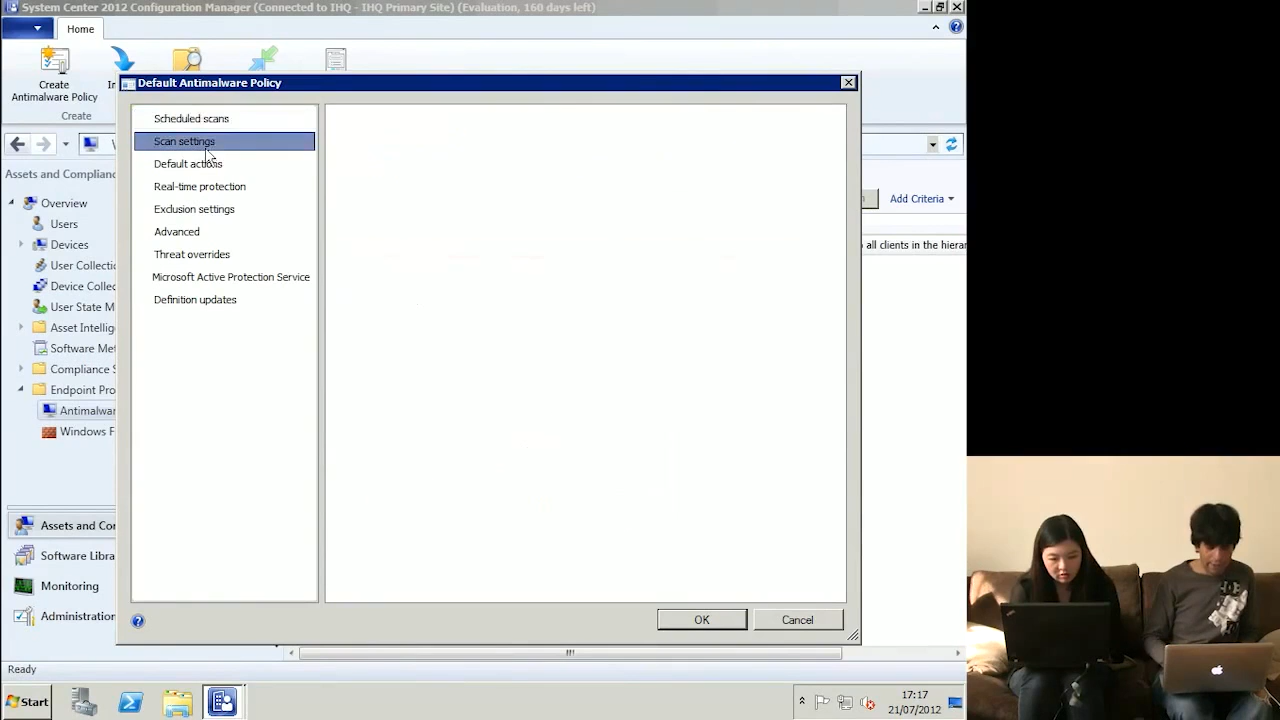 System Center 2012 Configuration Manager (Connected to IHQ - IHQ Primary Site) (Evaluation, 160 days left)
Home
Create
Antimalware Policy
Create
Default Antimalware Policy
Scheduled scans
Scan settings
Default actions
Real-time protection
Exclusion settings
Advanced
Threat overrides
Microsoft Active Protection Service
Definition updates
OK
Cancel
Assets and Complianc
Overview
Users
Devices
User Collecti
Device Collec
User State M
Asset Intellig
Software Met
Compliance S
Endpoint Pro
Antimalwar
Windows F
Add Criteria
all clients in the hierar
Assets and Cor
Software Libra
Monitoring
Administratio
Ready
Start
17:17
21/07/2012